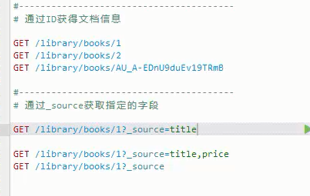 #-----------------------------------
# 通过ID获得文档信息
GET /library/books/1
GET /library/books/2
GET /library/books/AU_A-EDnU9duEv19TRmB
#-----------------------------------
# 通过_source获取指定的字段
GET /library/books/1?_source=title
GET /library/books/1?_source=title,price
GET /library/books/1?_source